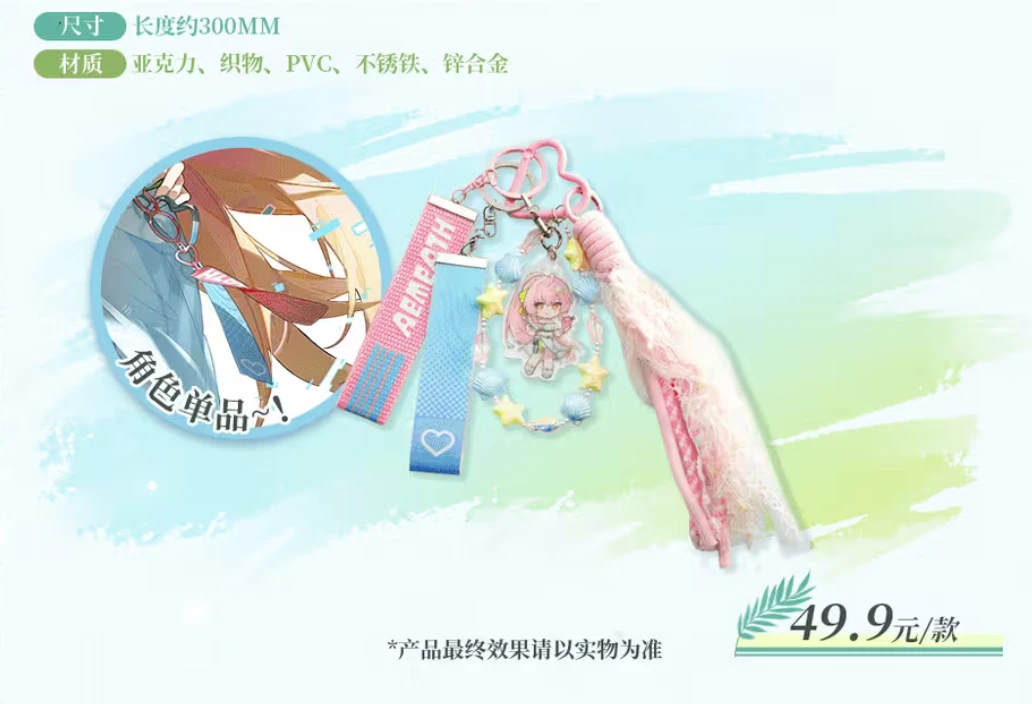 尺寸 长度约300MM
材质 亚克力、织物、PVC、不锈铁、锌合金
角色单品~!
49.9元/款
*产品最终效果请以实物为准